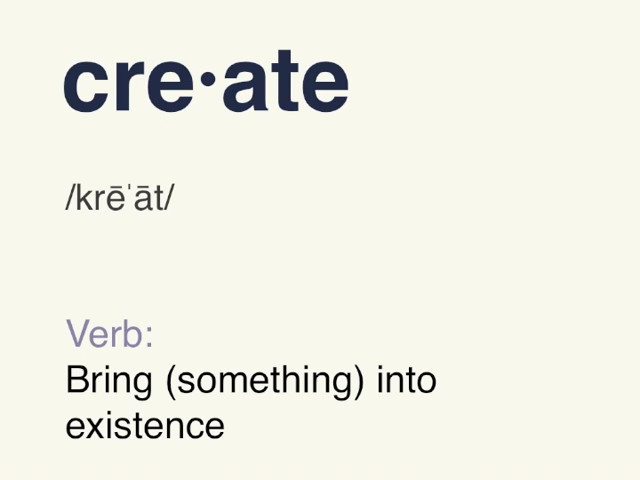 cre·ate
/krēˈāt/
Verb:
Bring (something) into
existence